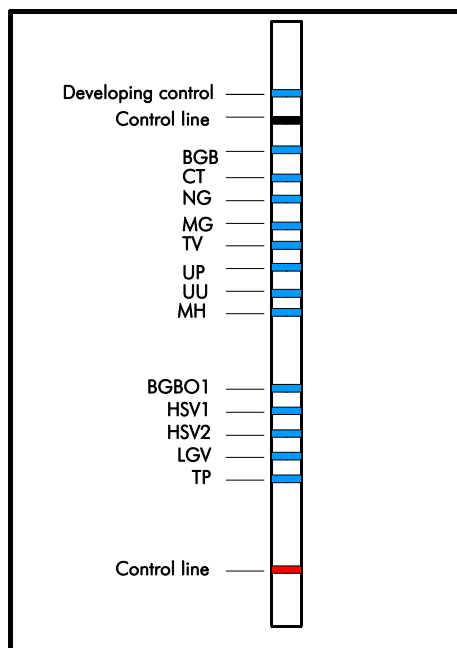 Developing control
Control line
BGB
CT
NG
MG
TV
UP
UU
MH
BGBO1
HSV1
HSV2
LGV
TP
Control line